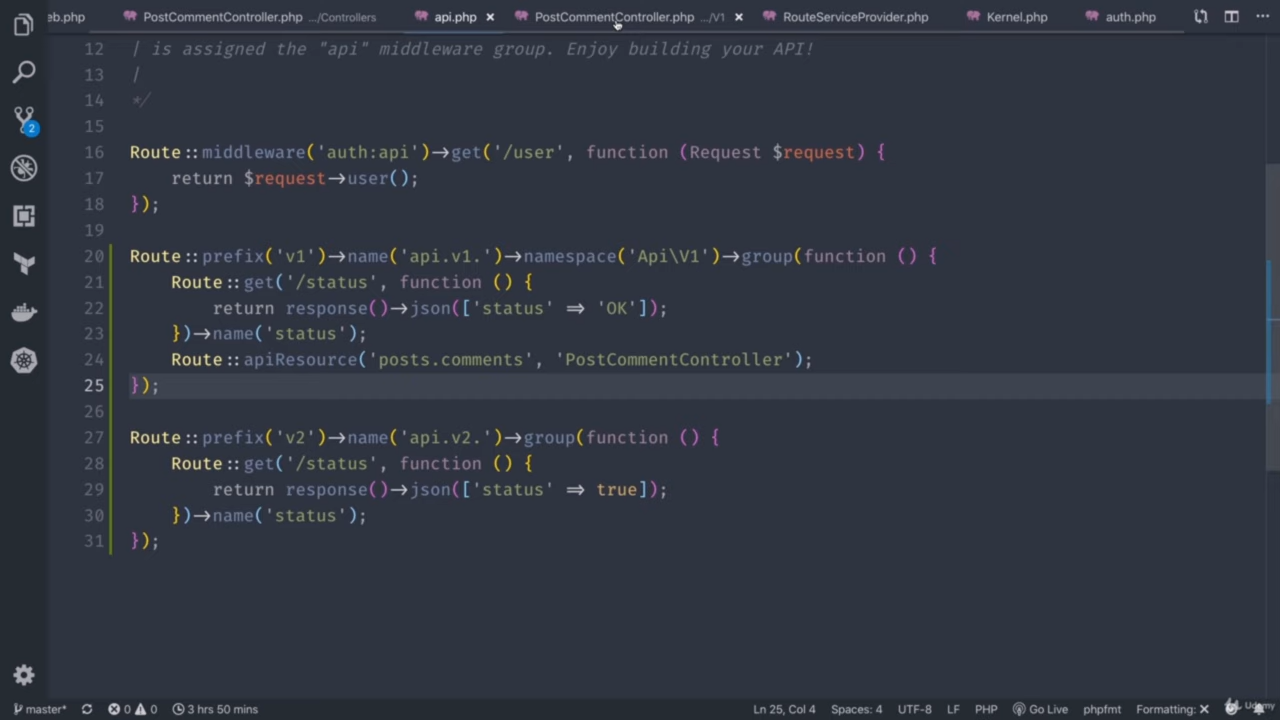 eb.php PostCommentController.php .../Controllers api.php × PostCommentController.php .../V1 × RouteServiceProvider.php Kernel.php auth.php ...
12 | is assigned the "api" middleware group. Enjoy building your API!
13 |
14 */
15
16 Route::middleware('auth:api')->get('/user', function (Request $request) {
17 return $request->user();
18 });
19
20 Route::prefix('v1')->name('api.v1.')->namespace('Api\V1')->group(function () {
21 Route::get('/status', function () {
22 return response()->json(['status' => 'OK']);
23 })->name('status');
24 Route::apiResource('posts.comments', 'PostCommentController');
25 });
26
27 Route::prefix('v2')->name('api.v2.')->group(function () {
28 Route::get('/status', function () {
29 return response()->json(['status' => true]);
30 })->name('status');
31 });
2
master* 0 0 3 hrs 50 mins Ln 25, Col 4 Spaces: 4 UTF-8 LF PHP Go Live phpfmt Formatting: × Udemy